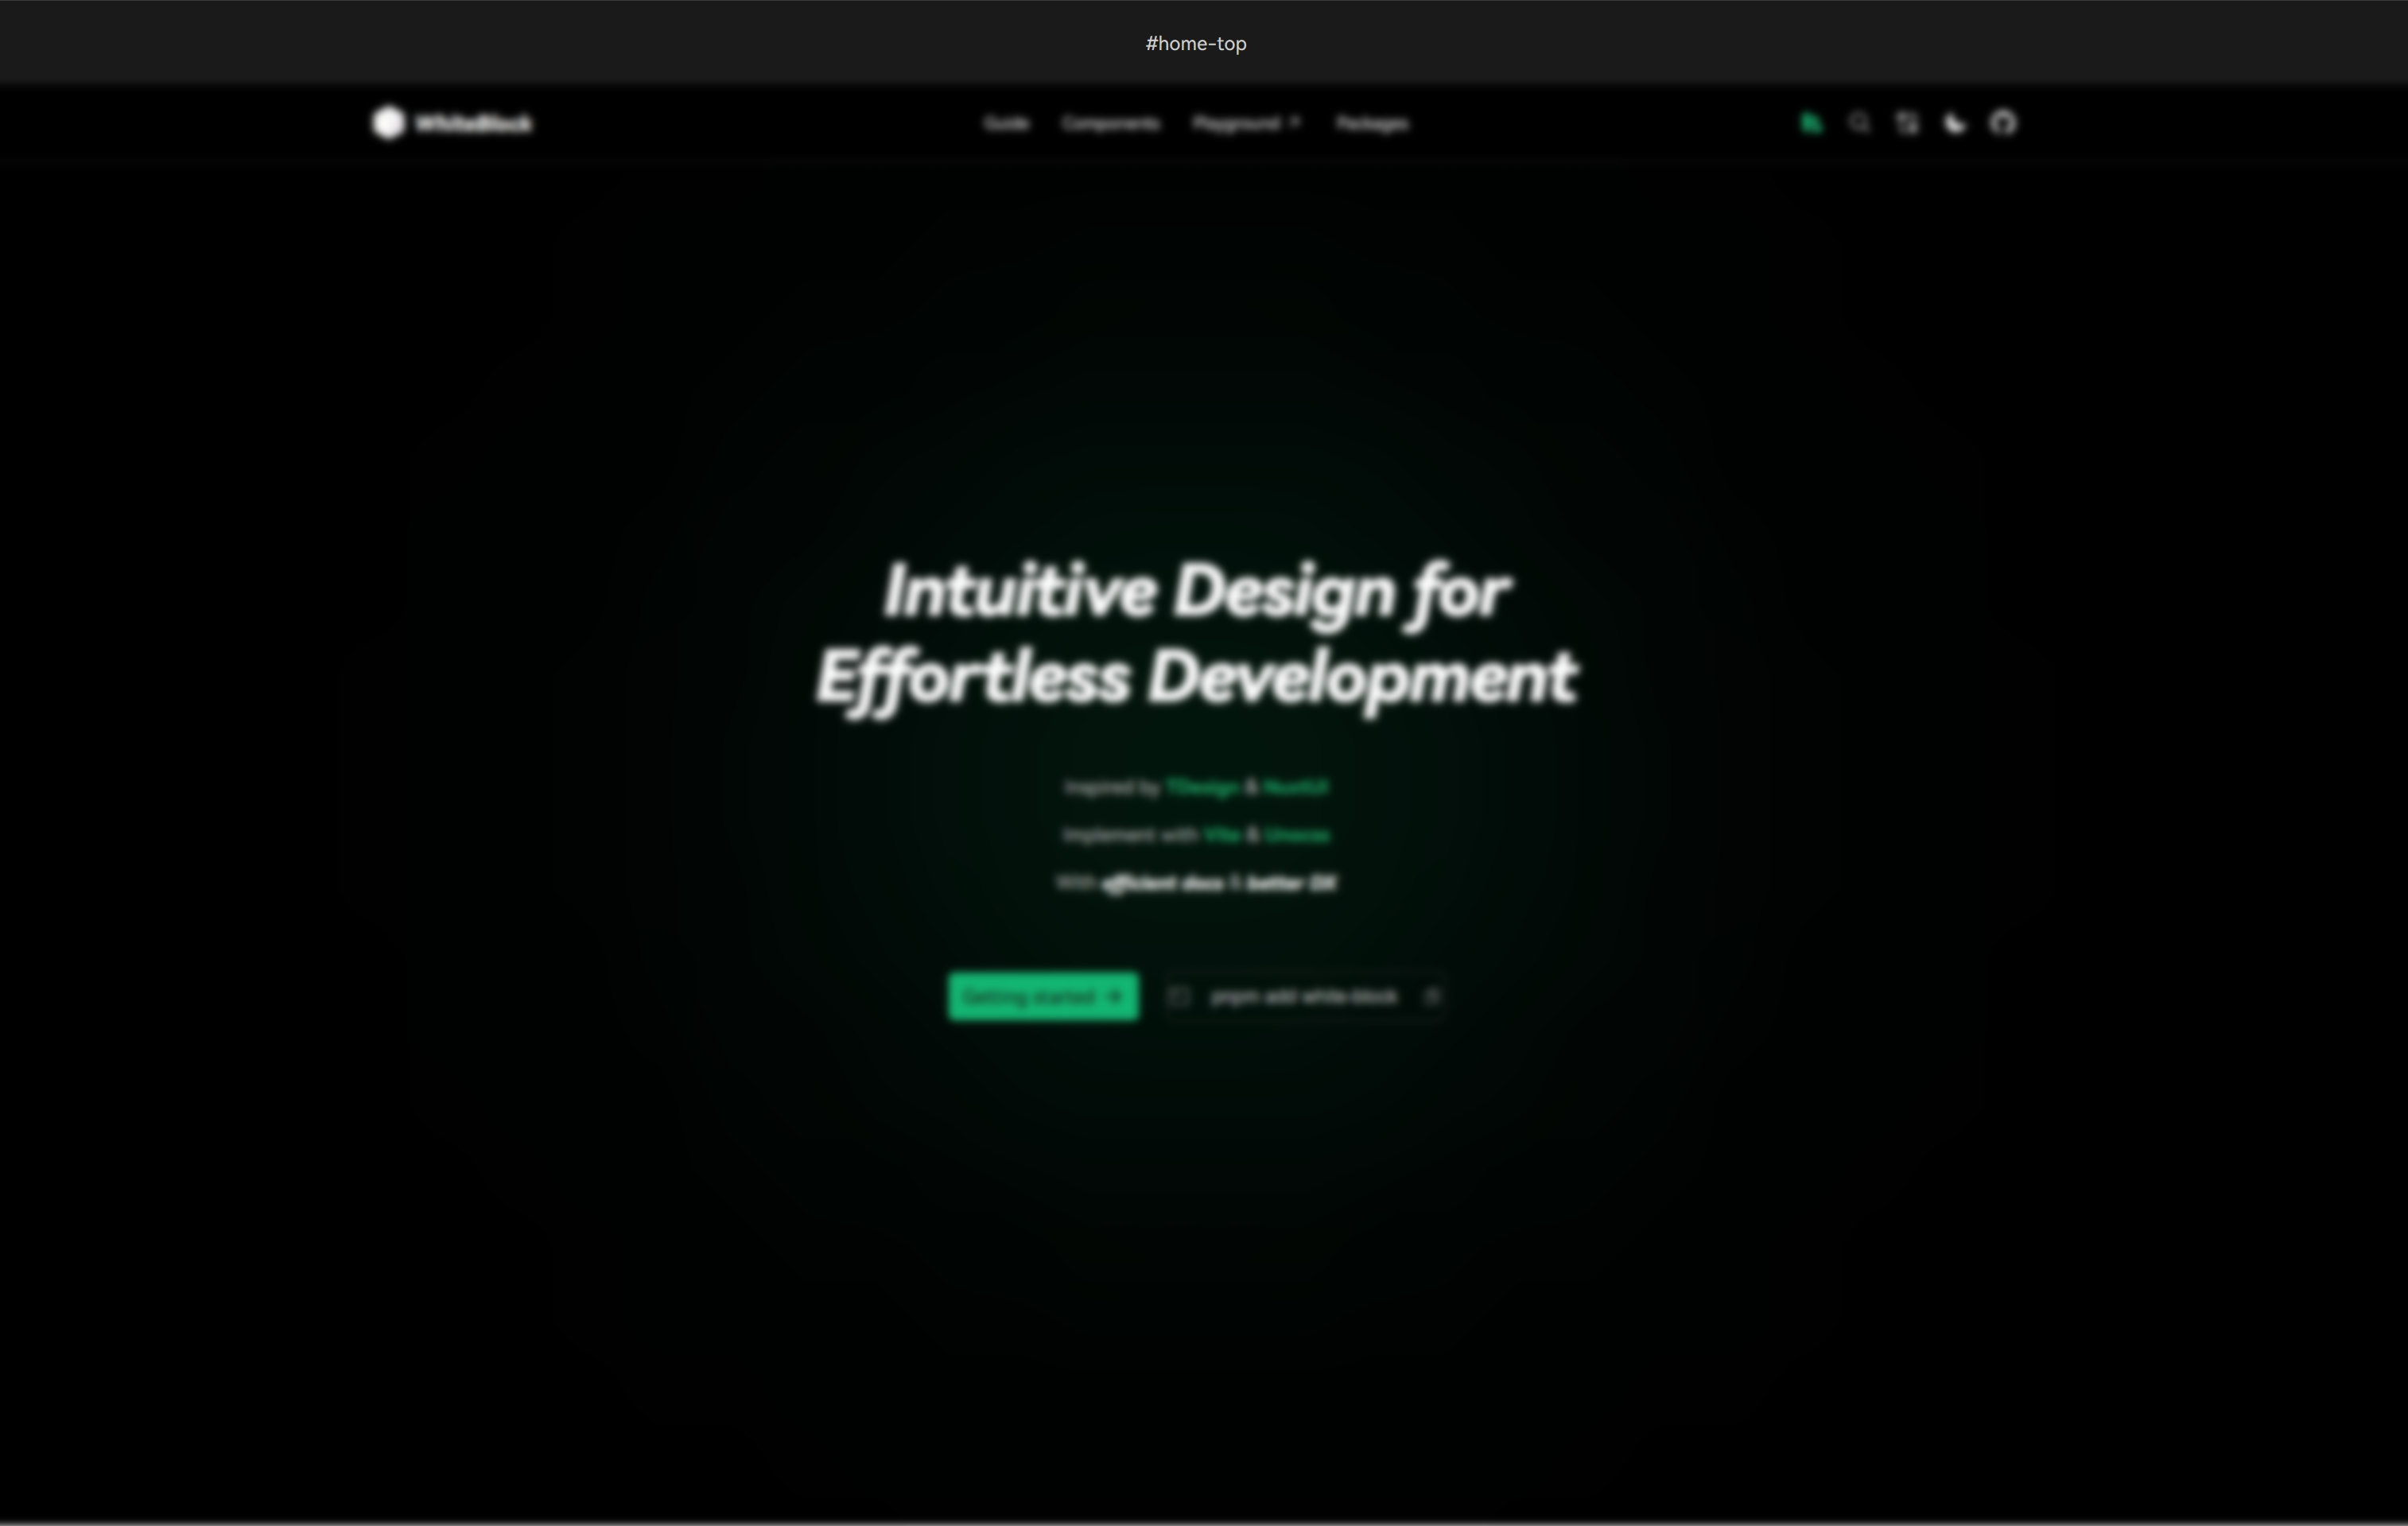 #home-top
WhiteBlock
Guide Components Playground Packages
Intuitive Design for
Effortless Development
Inspired by TDesign & NuxtUI
Implement with Vite & Unocss
With efficient docs & better DX
Getting started
pnpm add white-block